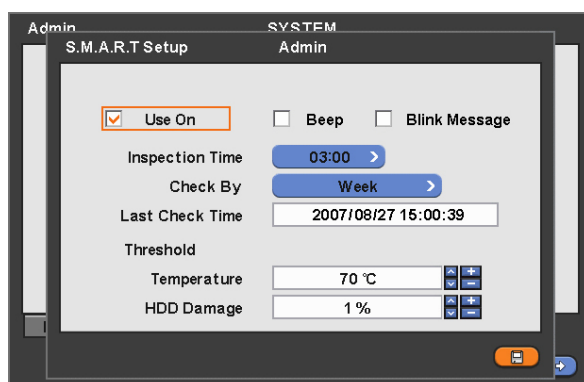 Admin SYSTEM
S.M.A.R.T Setup Admin
Use On Beep Blink Message
Inspection Time 03:00
Check By Week
Last Check Time 2007/08/27 15:00:39
Threshold
Temperature 70 ℃
HDD Damage 1 %